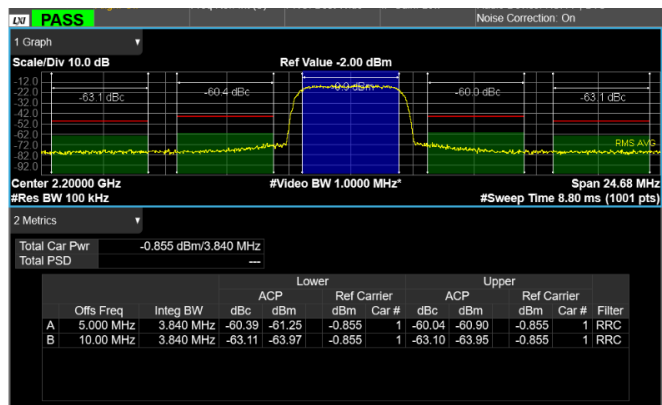 LXI PASS
Noise Correction: On
1 Graph
Scale/Div 10.0 dB Ref Value -2.00 dBm
-12.0
-22.0
-32.0
-42.0
-52.0
-62.0
-72.0
-82.0
-92.0
-63.1 dBc -60.4 dBc -0.9 dBm -60.0 dBc -63.1 dBc
RMS AVG
Center 2.20000 GHz #Video BW 1.0000 MHz* Span 24.68 MHz
#Res BW 100 kHz #Sweep Time 8.80 ms (1001 pts)
2 Metrics
Total Car Pwr -0.855 dBm/3.840 MHz
Total PSD ---
Lower Upper
ACP Ref Carrier ACP Ref Carrier
Offs Freq Integ BW dBc dBm dBm Car # dBc dBm dBm Car # Filter
A 5.000 MHz 3.840 MHz -60.39 -61.25 -0.855 1 -60.04 -60.90 -0.855 1 RRC
B 10.00 MHz 3.840 MHz -63.11 -63.97 -0.855 1 -63.10 -63.95 -0.855 1 RRC